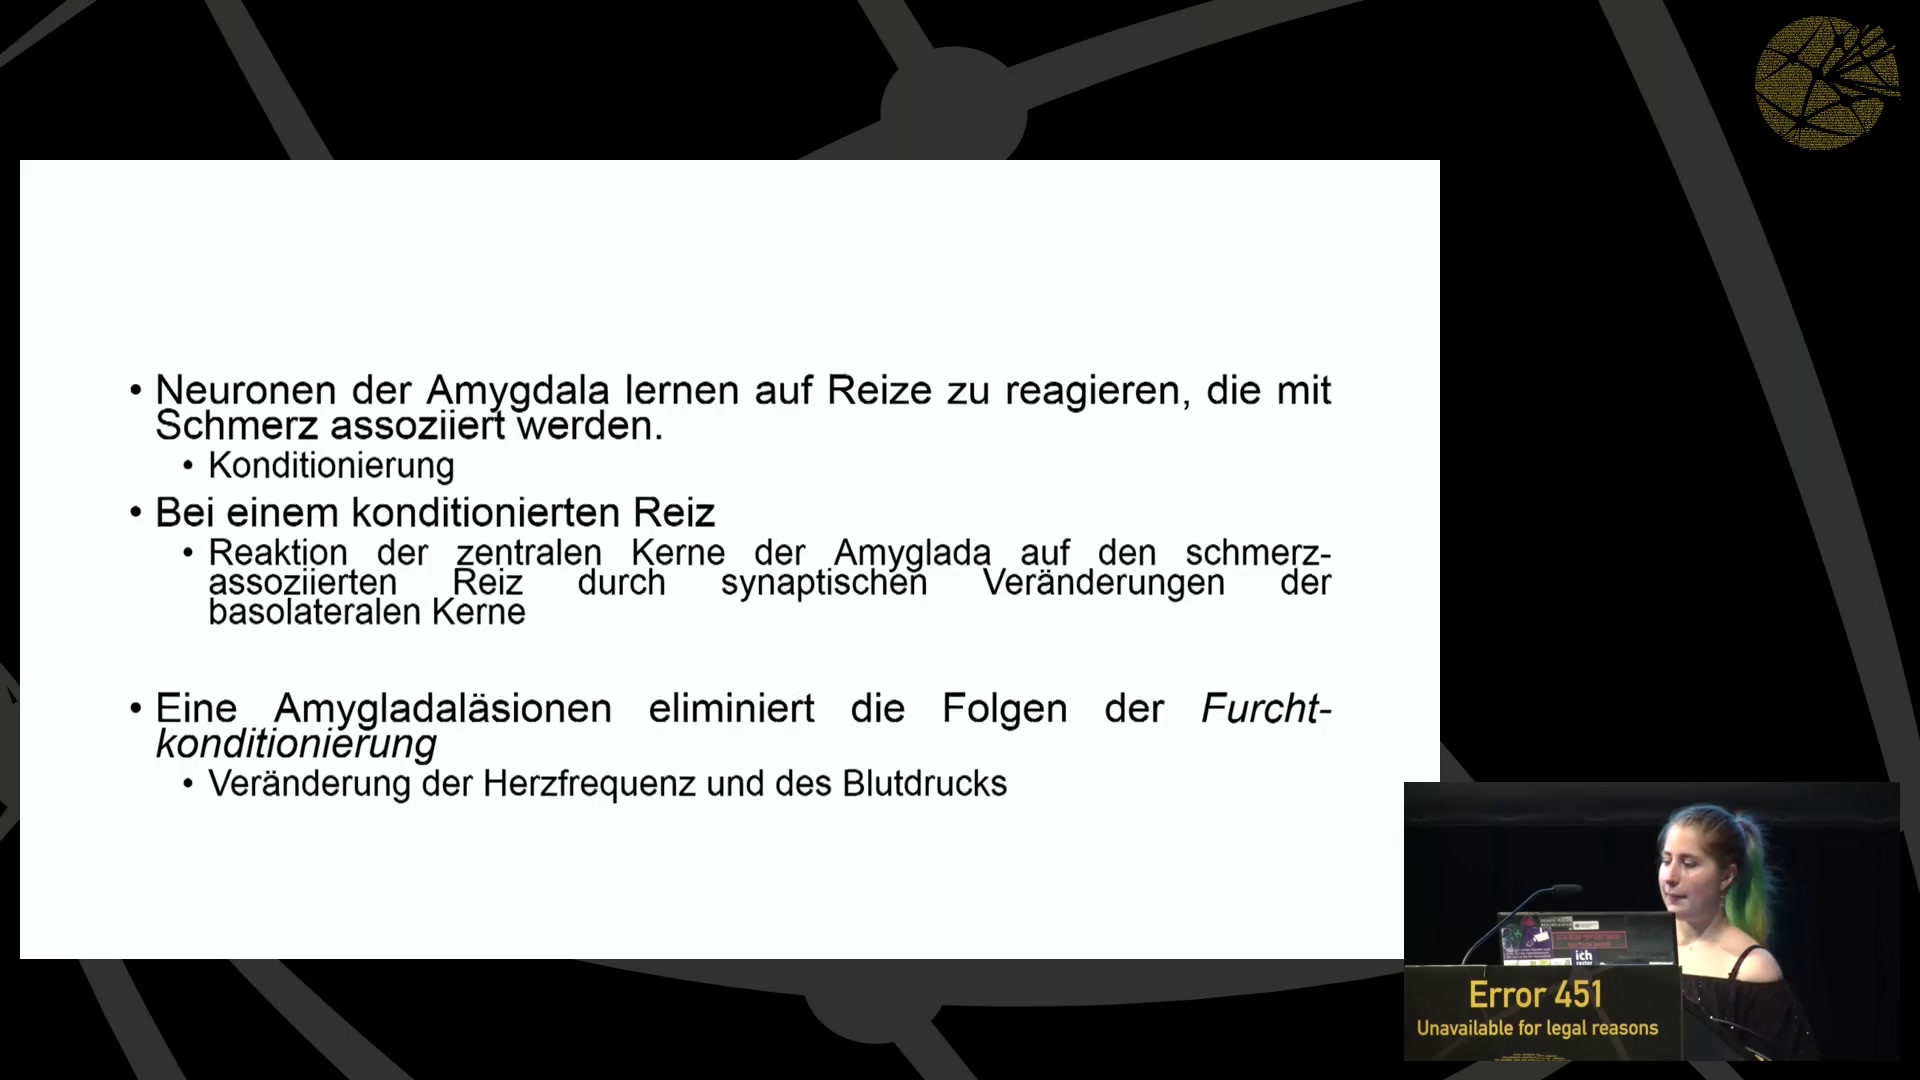 • Neuronen der Amygdala lernen auf Reize zu reagieren, die mit
Schmerz assoziiert werden.
• Konditionierung
• Bei einem konditionierten Reiz
• Reaktion der zentralen Kerne der Amyglada auf den schmerz-
assoziierten Reiz durch synaptischen Veränderungen der
basolateralen Kerne
• Eine Amygladaläsionen eliminiert die Folgen der Furcht-
konditionierung
• Veränderung der Herzfrequenz und des Blutdrucks
ich
Error 451
Unavailable for legal reasons